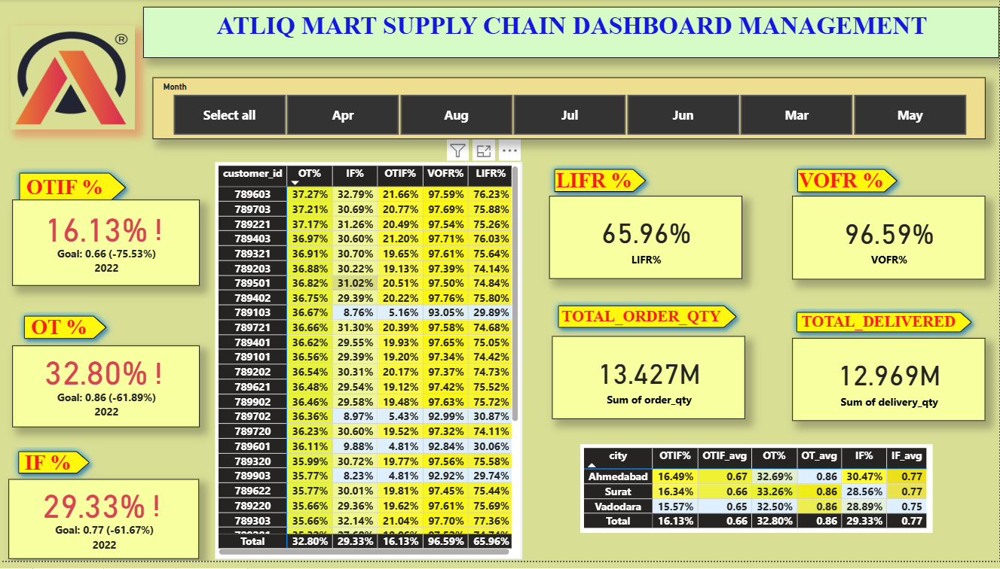 ATLIQ MART SUPPLY CHAIN DASHBOARD MANAGEMENT
®
Month
Select all Apr Aug Jul Jun Mar May
OTIF %
16.13% !
Goal: 0.66 (-75.53%)
2022
OT %
32.80% !
Goal: 0.86 (-61.89%)
2022
IF %
29.33% !
Goal: 0.77 (-61.67%)
2022
customer_id OT% IF% OTIF% VOFR% LIFR%
789603 37.27% 32.79% 21.66% 97.59% 76.23%
789703 37.21% 30.69% 20.77% 97.69% 75.88%
789221 37.17% 31.26% 20.49% 97.54% 75.26%
789403 36.97% 30.60% 21.20% 97.71% 76.03%
789321 36.91% 30.70% 19.65% 97.61% 75.64%
789203 36.88% 30.22% 19.13% 97.39% 74.14%
789501 36.82% 31.02% 20.51% 97.50% 74.84%
789402 36.75% 29.39% 20.22% 97.76% 75.80%
789103 36.67% 8.76% 5.16% 93.05% 29.89%
789721 36.66% 31.30% 20.39% 97.58% 74.68%
789401 36.62% 29.55% 19.93% 97.65% 75.05%
789101 36.56% 29.39% 19.20% 97.34% 74.42%
789202 36.54% 30.31% 20.17% 97.37% 74.73%
789621 36.48% 29.54% 19.12% 97.42% 75.52%
789902 36.46% 29.58% 19.48% 97.63% 75.72%
789702 36.36% 8.97% 5.43% 92.99% 30.87%
789720 36.23% 30.60% 19.52% 97.32% 74.11%
789601 36.11% 9.88% 4.81% 92.84% 30.06%
789320 35.99% 30.72% 19.77% 97.56% 75.58%
789903 35.77% 8.23% 4.81% 92.92% 29.74%
789622 35.77% 30.01% 19.81% 97.45% 75.44%
789220 35.66% 29.36% 19.62% 97.61% 75.69%
789303 35.66% 32.14% 21.04% 97.70% 77.36%
Total 32.80% 29.33% 16.13% 96.59% 65.96%
LIFR %
65.96%
LIFR%
VOFR %
96.59%
VOFR%
TOTAL_ORDER_QTY
13.427M
Sum of order_qty
TOTAL_DELIVERED
12.969M
Sum of delivery_qty
city OTIF% OTIF_avg OT% OT_avg IF% IF_avg
Ahmedabad 16.49% 0.67 32.69% 0.86 30.47% 0.77
Surat 16.34% 0.66 33.26% 0.86 28.56% 0.77
Vadodara 15.57% 0.65 32.50% 0.86 28.89% 0.75
Total 16.13% 0.66 32.80% 0.86 29.33% 0.77